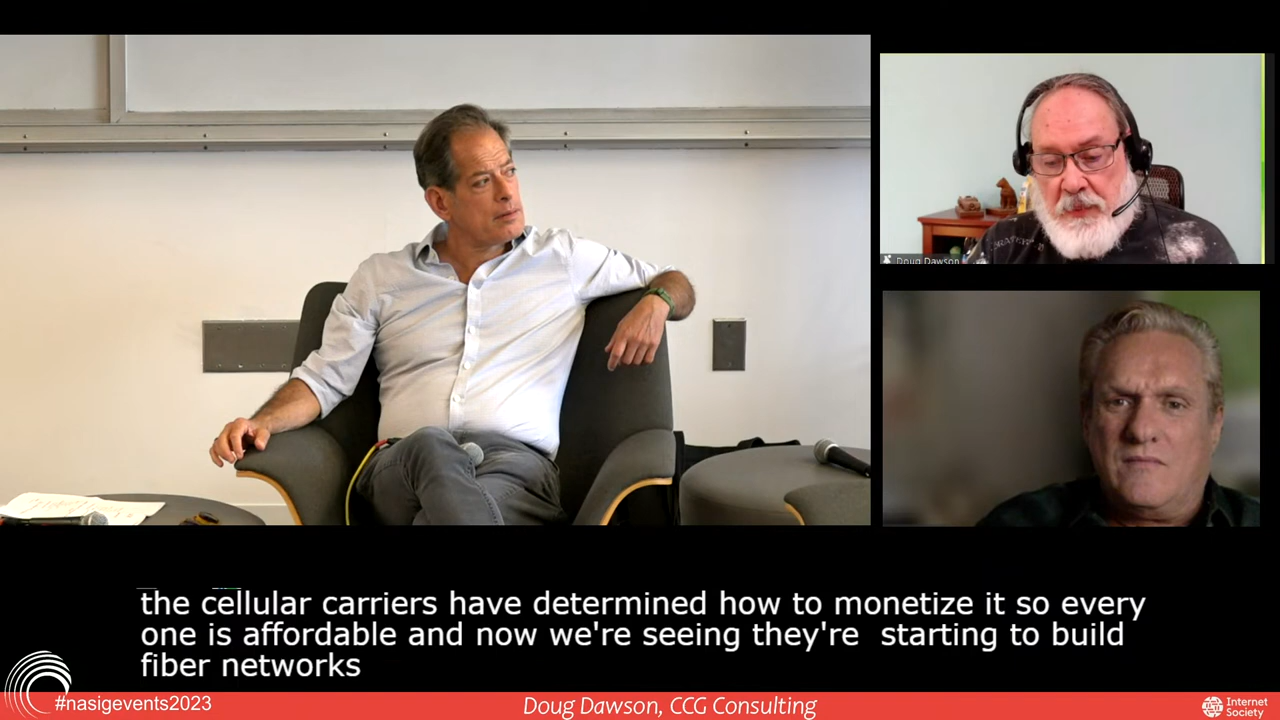 Doug Dawson
the cellular carriers have determined how to monetize it so every
one is affordable and now we're seeing they're  starting to build
fiber networks
#nasigevents2023
Doug Dawson, CCG Consulting
Internet
Society